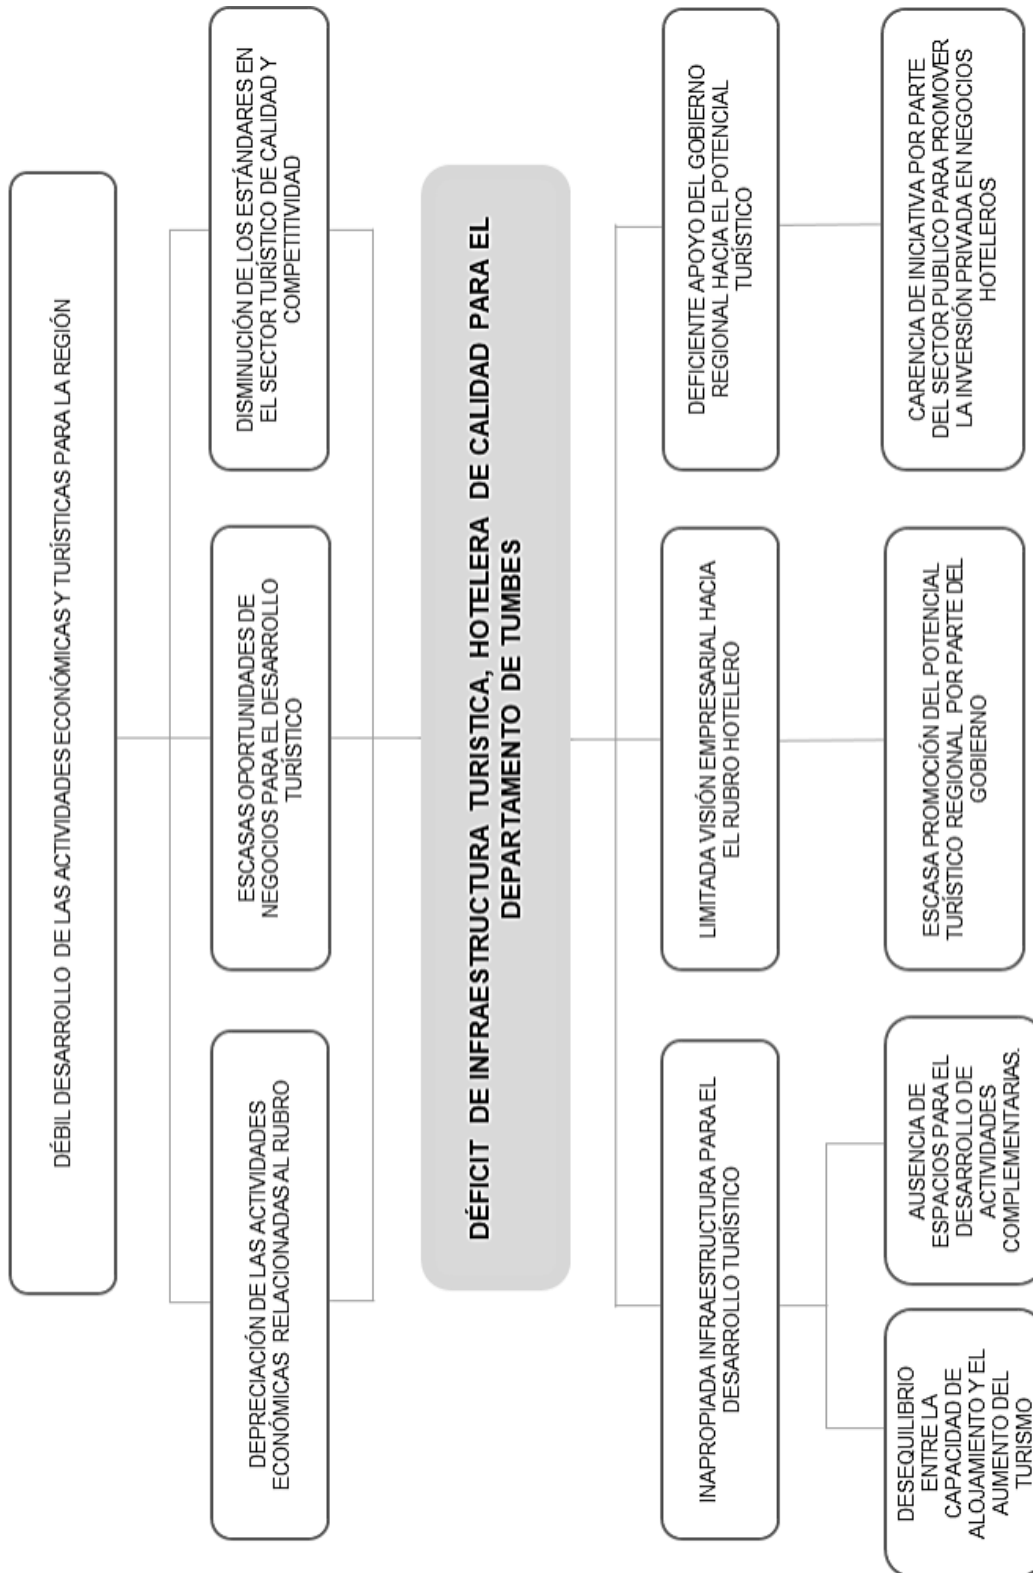 DÉBIL DESARROLLO DE LAS ACTIVIDADES ECONÓMICAS Y TURÍSTICAS PARA LA REGIÓN
DEPRECIACIÓN DE LAS ACTIVIDADES
ECONÓMICAS RELACIONADAS AL RUBRO
ESCASAS OPORTUNIDADES DE
NEGOCIOS PARA EL DESARROLLO
TURÍSTICO
DISMINUCIÓN DE LOS ESTÁNDARES EN
EL SECTOR TURÍSTICO DE CALIDAD Y
COMPETITIVIDAD
DÉFICIT DE INFRAESTRUCTURA TURISTICA, HOTELERA DE CALIDAD PARA EL
DEPARTAMENTO DE TUMBES
INAPROPIADA INFRAESTRUCTURA PARA EL
DESARROLLO TURÍSTICO
LIMITADA VISIÓN EMPRESARIAL HACIA
EL RUBRO HOTELERO
DEFICIENTE APOYO DEL GOBIERNO
REGIONAL HACIA EL POTENCIAL
TURÍSTICO
DESEQUILIBRIO
ENTRE LA
CAPACIDAD DE
ALOJAMIENTO Y EL
AUMENTO DEL
TURISMO
AUSENCIA DE
ESPACIOS PARA EL
DESARROLLO DE
ACTIVIDADES
COMPLEMENTARIAS.
ESCASA PROMOCIÓN DEL POTENCIAL
TURÍSTICO REGIONAL POR PARTE DEL
GOBIERNO
CARENCIA DE INICIATIVA POR PARTE
DEL SECTOR PUBLICO PARA PROMOVER
LA INVERSIÓN PRIVADA EN NEGOCIOS
HOTELEROS